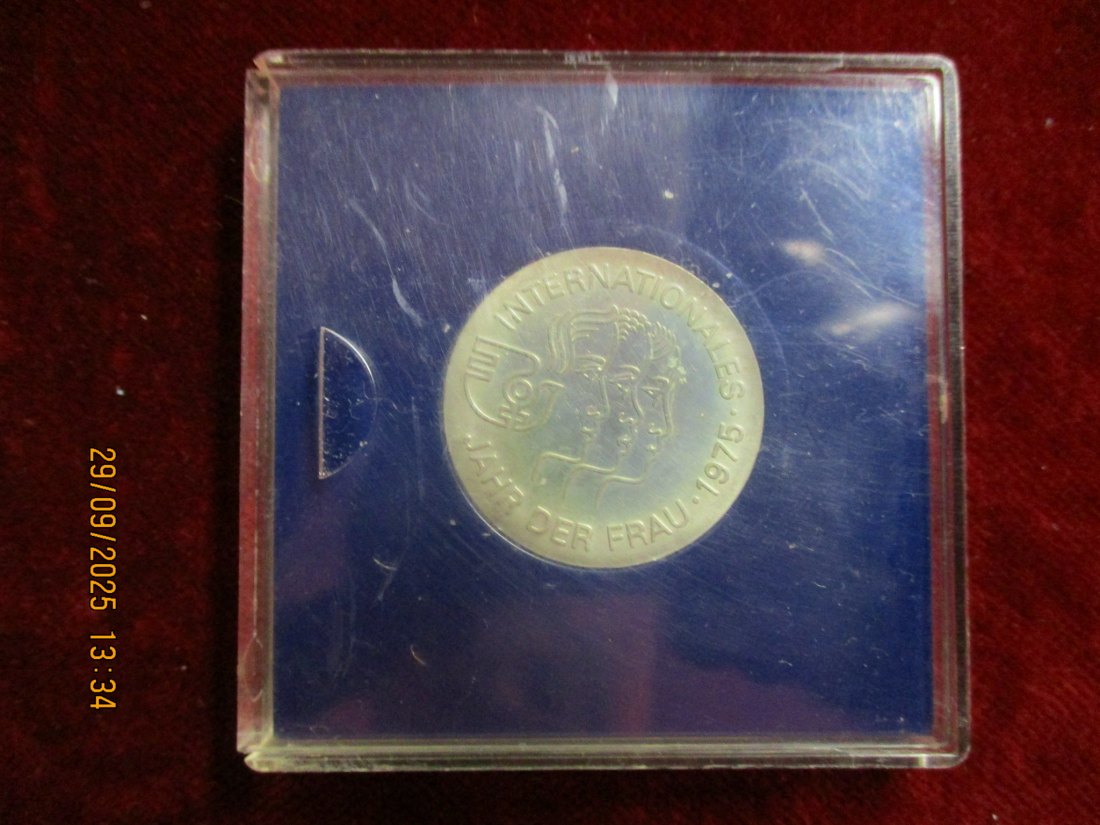 INTERNATIONALES
JAHR DER FRAU · 1975 ·
29/09/2025 13:34